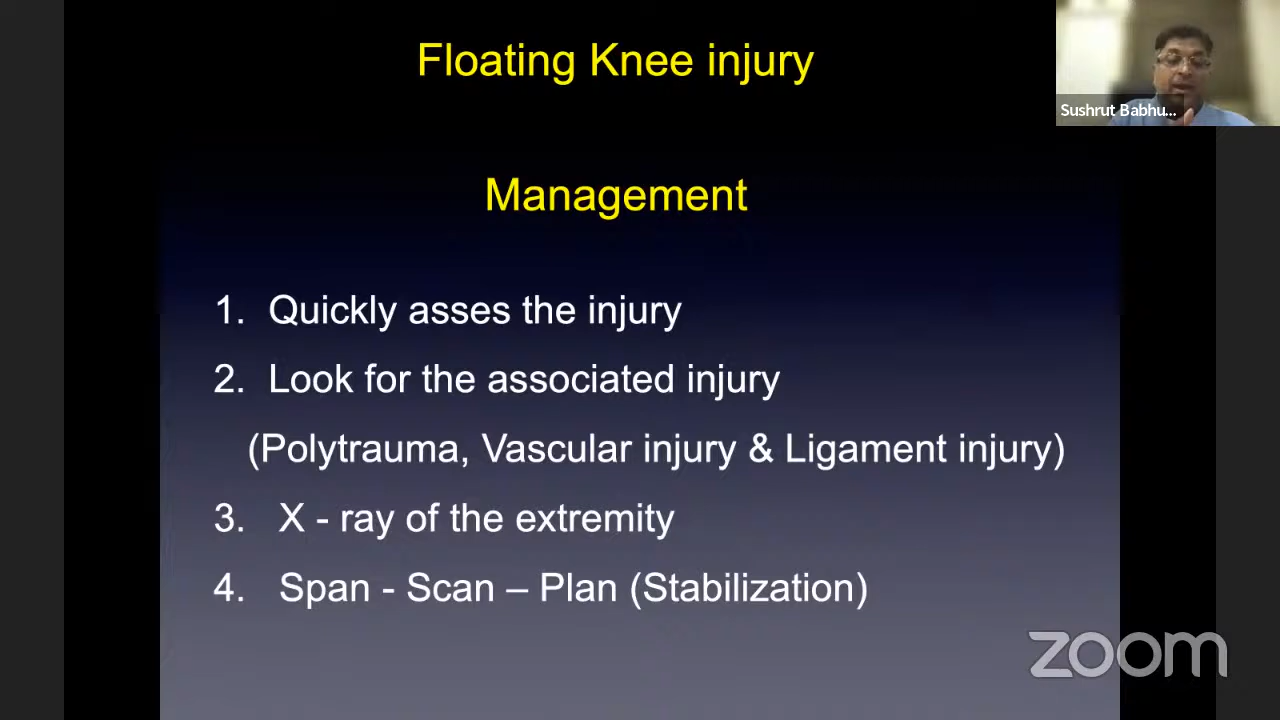 Floating Knee injury
Sushrut Babhu...
Management
1. Quickly asses the injury
2. Look for the associated injury
(Polytrauma, Vascular injury & Ligament injury)
3. X - ray of the extremity
4. Span - Scan – Plan (Stabilization)
zoom